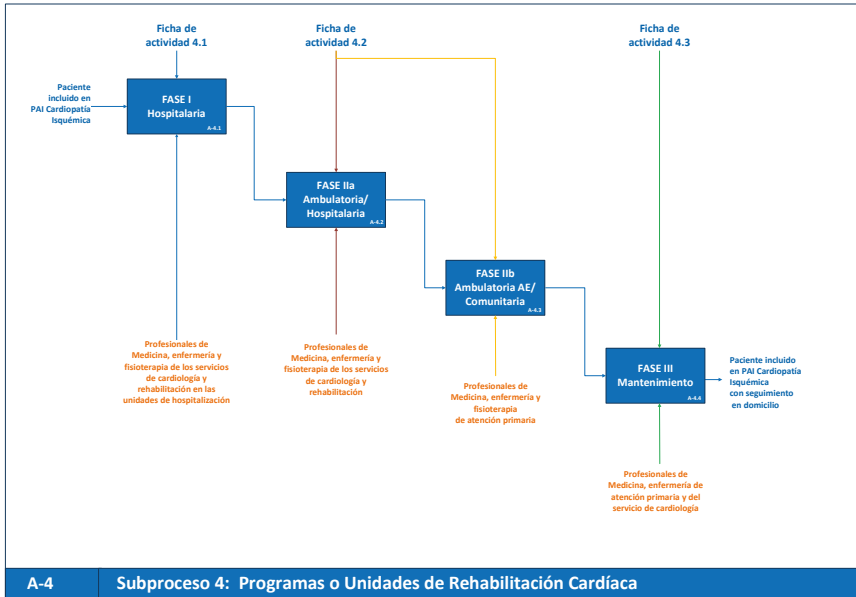 Ficha de
actividad 4.1
Ficha de
actividad 4.2
Ficha de
actividad 4.3
Paciente
incluido en
PAI Cardiopatía
Isquémica
FASE I
Hospitalaria
A-4.1
FASE IIa
Ambulatoria/
Hospitalaria
A-4.2
FASE IIb
Ambulatoria AE/
Comunitaria
A-4.3
FASE III
Mantenimiento
A-4.4
Paciente incluido
en PAI Cardiopatía
Isquémica
con seguimiento
en domicilio
Profesionales de
Medicina, enfermería y
fisioterapia de los servicios
de cardiología y
rehabilitación en las
unidades de hospitalización
Profesionales de
Medicina, enfermería y
fisioterapia de los servicios
de cardiología y
rehabilitación
Profesionales de
Medicina, enfermería y
fisioterapia
de atención primaria
Profesionales de
Medicina, enfermería de
atención primaria y del
servicio de cardiología
A-4 Subproceso 4: Programas o Unidades de Rehabilitación Cardíaca